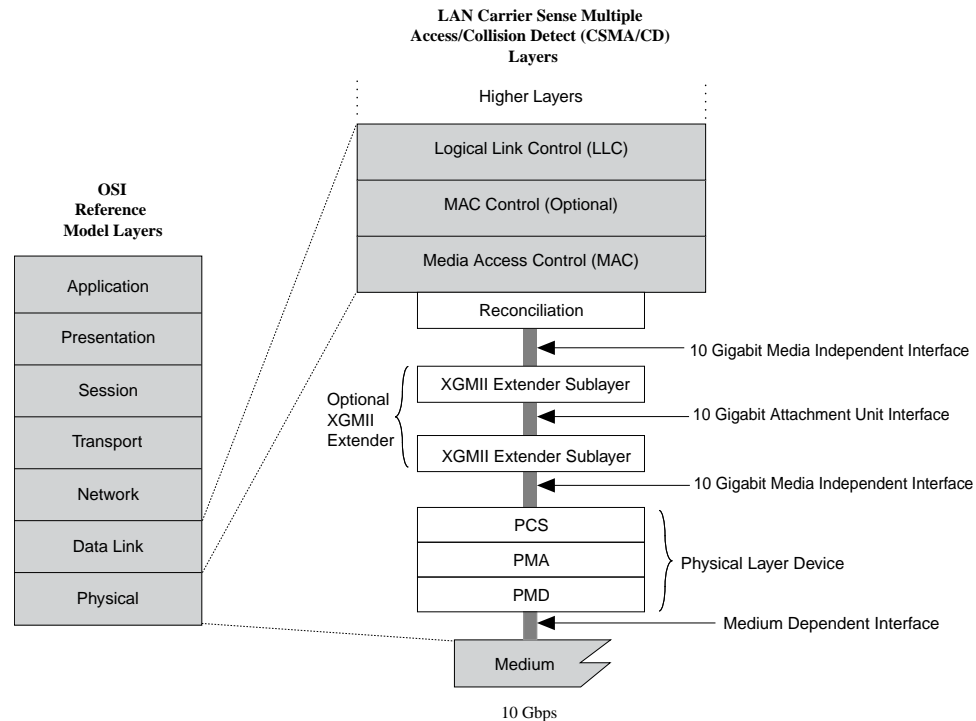 LAN Carrier Sense Multiple
Access/Collision Detect (CSMA/CD)
Layers
Higher Layers
Logical Link Control (LLC)
MAC Control (Optional)
Media Access Control (MAC)
Reconciliation
10 Gigabit Media Independent Interface
XGMII Extender Sublayer
Optional
XGMII
Extender
10 Gigabit Attachment Unit Interface
XGMII Extender Sublayer
10 Gigabit Media Independent Interface
PCS
PMA
PMD
Physical Layer Device
Medium Dependent Interface
Medium
10 Gbps
OSI
Reference
Model Layers
Application
Presentation
Session
Transport
Network
Data Link
Physical